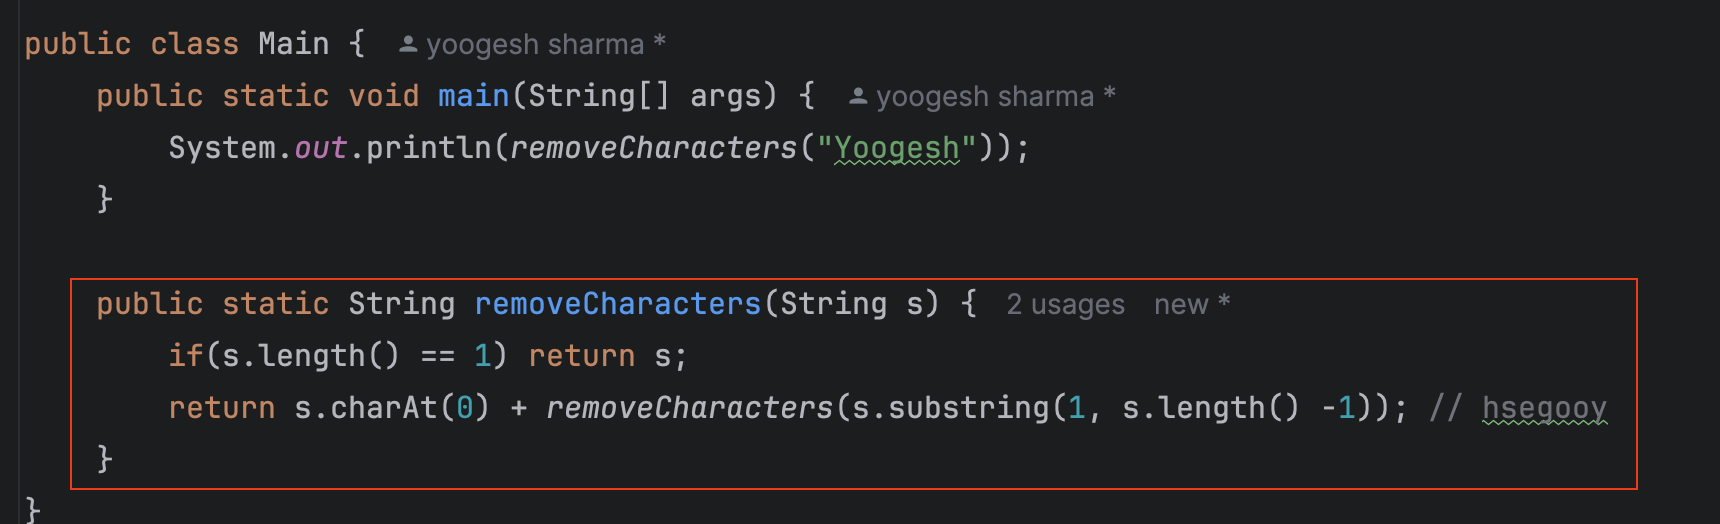 public class Main { yoogesh sharma *
public static void main(String[] args) { yoogesh sharma *
System.out.println(removeCharacters("Yoogesh"));
}
public static String removeCharacters(String s) { 2 usages new *
if(s.length() == 1) return s;
return s.charAt(0) + removeCharacters(s.substring(1, s.length() -1)); // hsegooy
}
}